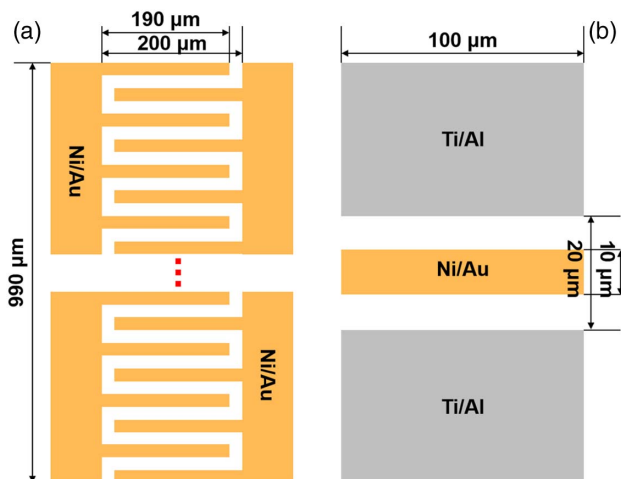 (a)
190 µm
200 µm
990 µm
Ni/Au
Ni/Au
(b)
100 µm
Ti/Al
Ni/Au
20 µm
10 µm
Ti/Al